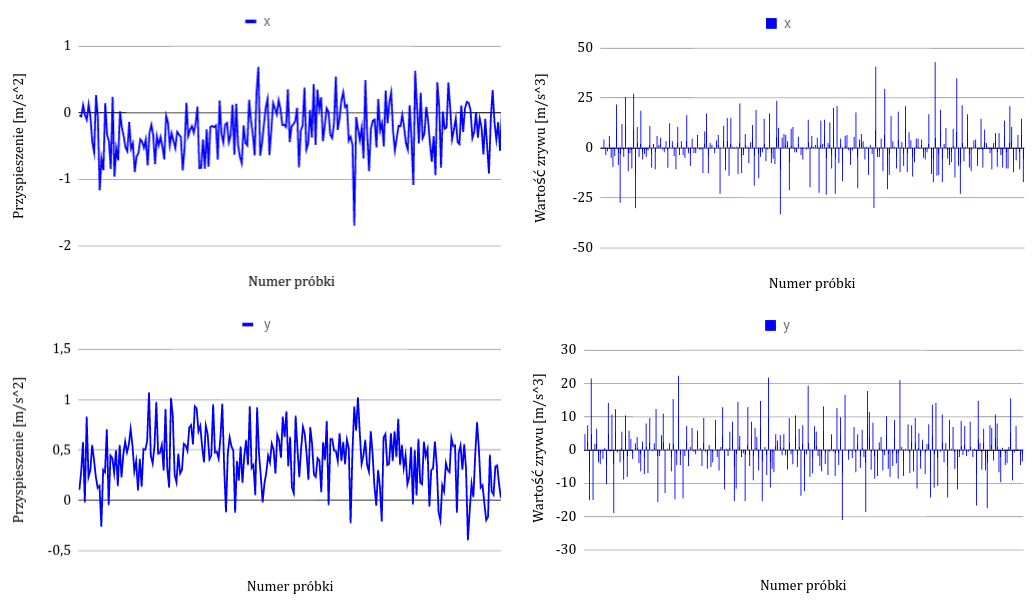 x
Przyspieszenie [m/s^2]
1
0
-1
-2
Numer próbki
x
Wartość zrywu [m/s^3]
50
25
0
-25
-50
Numer próbki
y
Przyspieszenie [m/s^2]
1,5
1
0,5
0
-0,5
Numer próbki
y
Wartość zrywu [m/s^3]
30
20
10
0
-10
-20
-30
Numer próbki